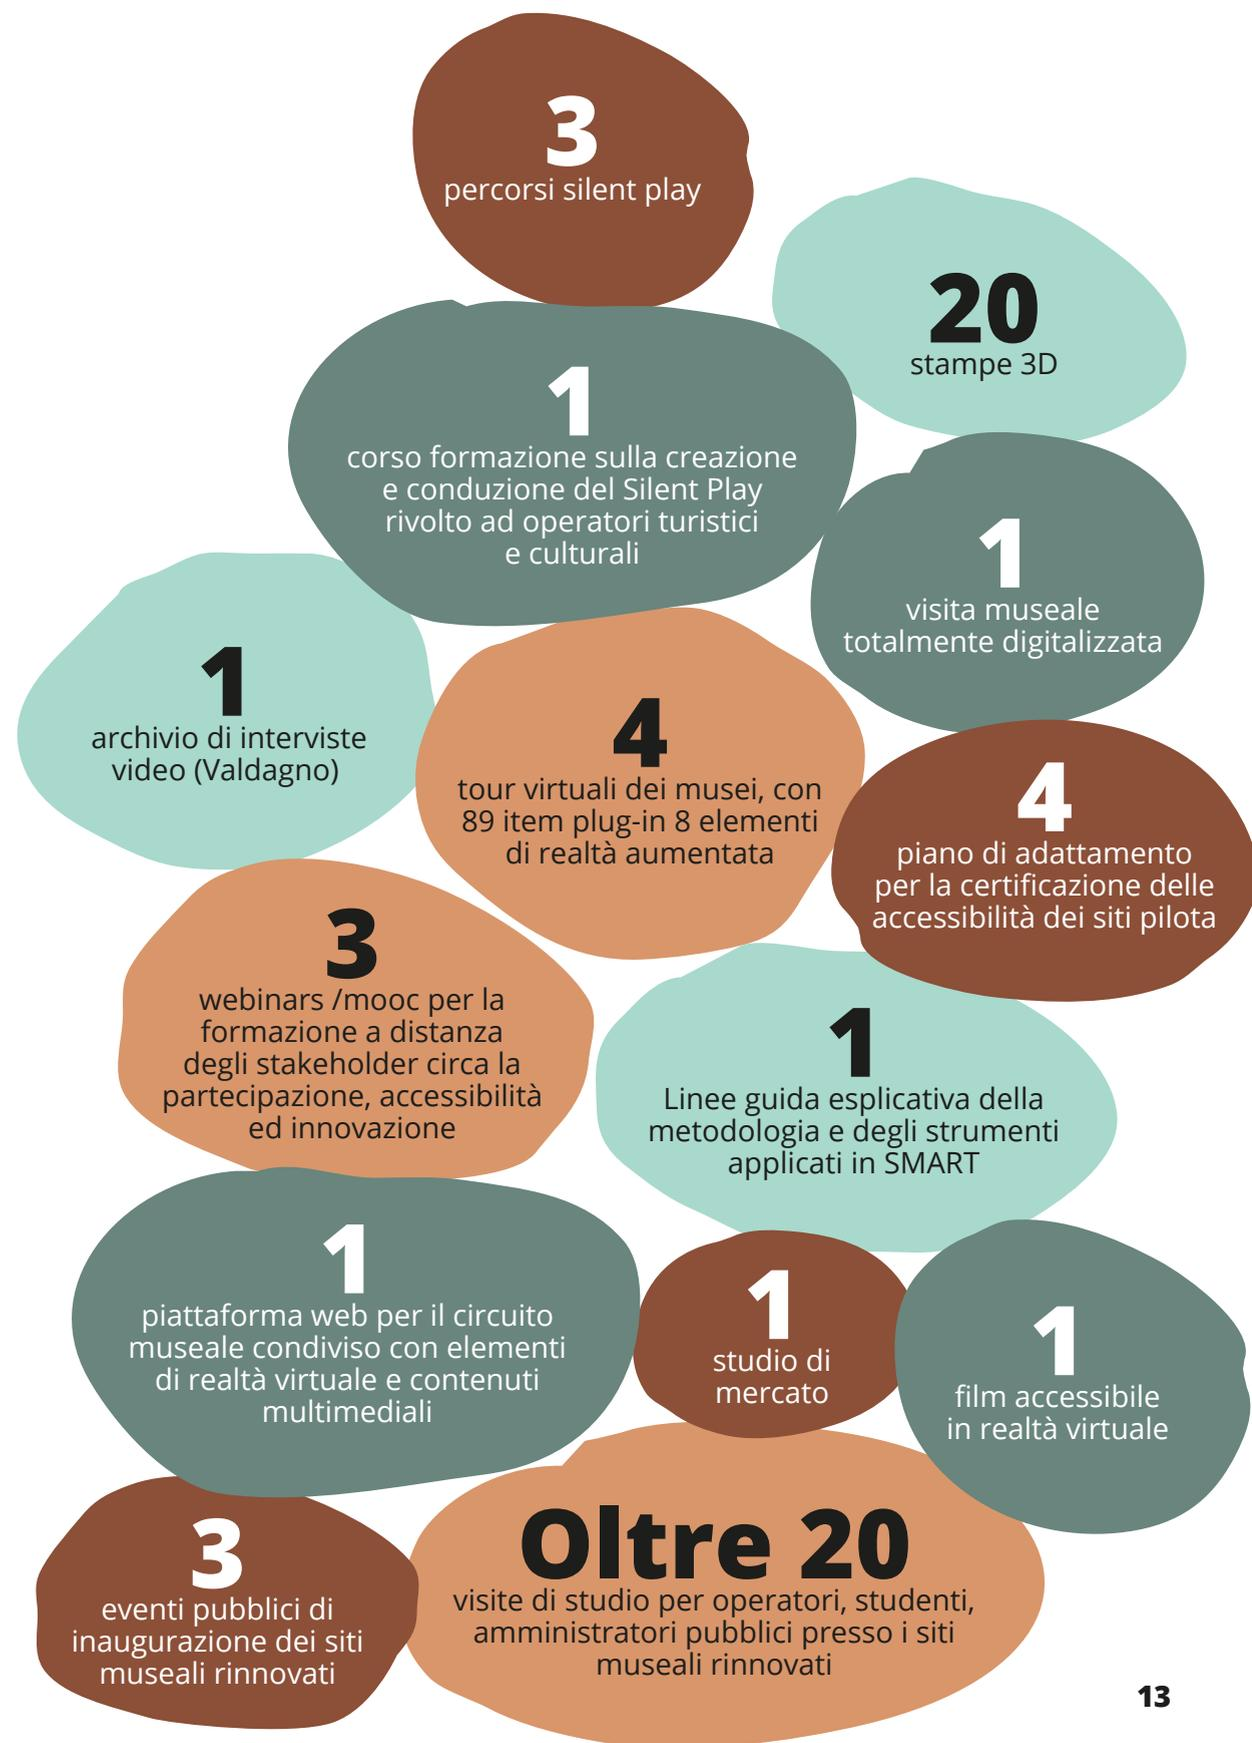 3
percorsi silent play
20
stampe 3D
1
corso formazione sulla creazione
e conduzione del Silent Play
rivolto ad operatori turistici
e culturali
1
visita museale
totalmente digitalizzata
1
archivio di interviste
video (Valdagno)
4
tour virtuali dei musei, con
89 item plug-in 8 elementi
di realtà aumentata
4
piano di adattamento
per la certificazione delle
accessibilità dei siti pilota
3
webinars /mooc per la
formazione a distanza
degli stakeholder circa la
partecipazione, accessibilità
ed innovazione
1
Linee guida esplicativa della
metodologia e degli strumenti
applicati in SMART
1
piattaforma web per il circuito
museale condiviso con elementi
di realtà virtuale e contenuti
multimediali
1
studio di
mercato
1
film accessibile
in realtà virtuale
3
eventi pubblici di
inaugurazione dei siti
museali rinnovati
Oltre 20
visite di studio per operatori, studenti,
amministratori pubblici presso i siti
museali rinnovati
13